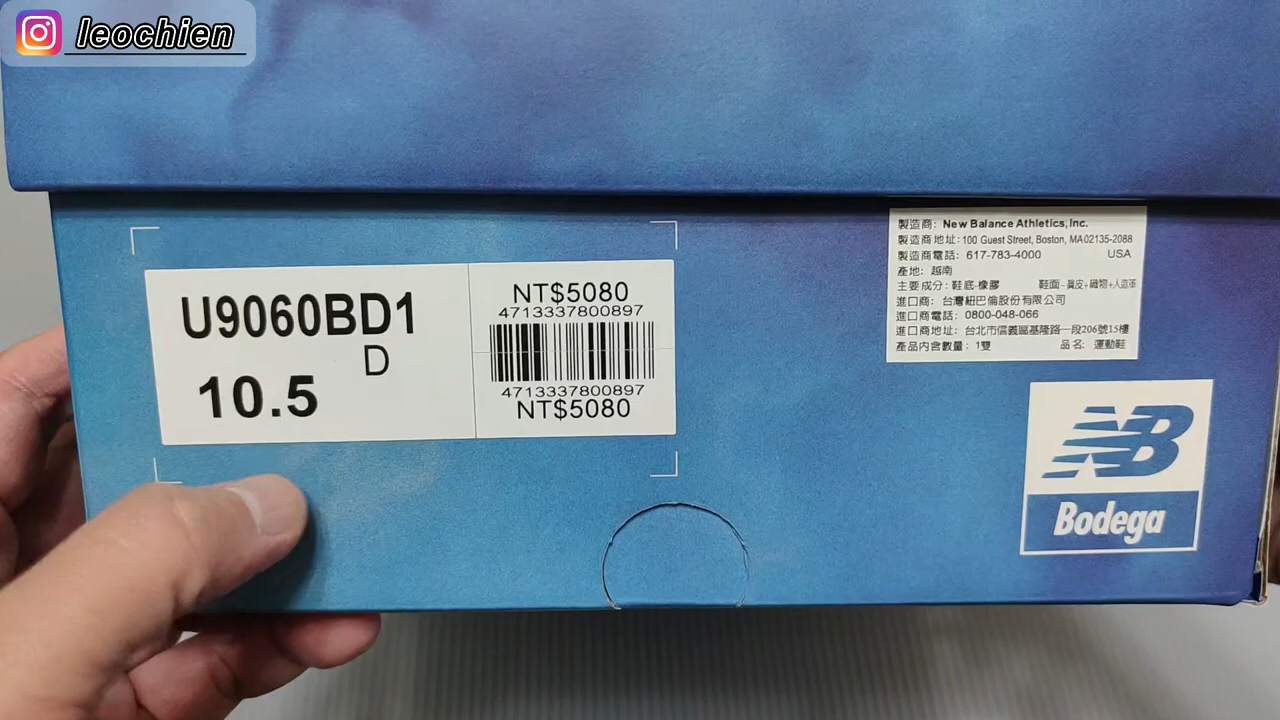 leochien
U9060BD1
D
10.5
NT$5080
4713337800897
4713337800897
NT$5080
製造商: New Balance Athletics, Inc.
製造商地址: 100 Guest Street, Boston, MA 02135-2088
製造商電話: 617-783-4000 USA
產地: 越南
主要成分: 鞋底-橡膠 鞋面-真皮+織物+人造革
進口商: 台灣紐巴倫股份有限公司
進口商電話: 0800-048-066
進口商地址: 台北市信義區基隆路一段206號15樓
產品內含數量: 1雙 品名: 運動鞋
NB
Bodega